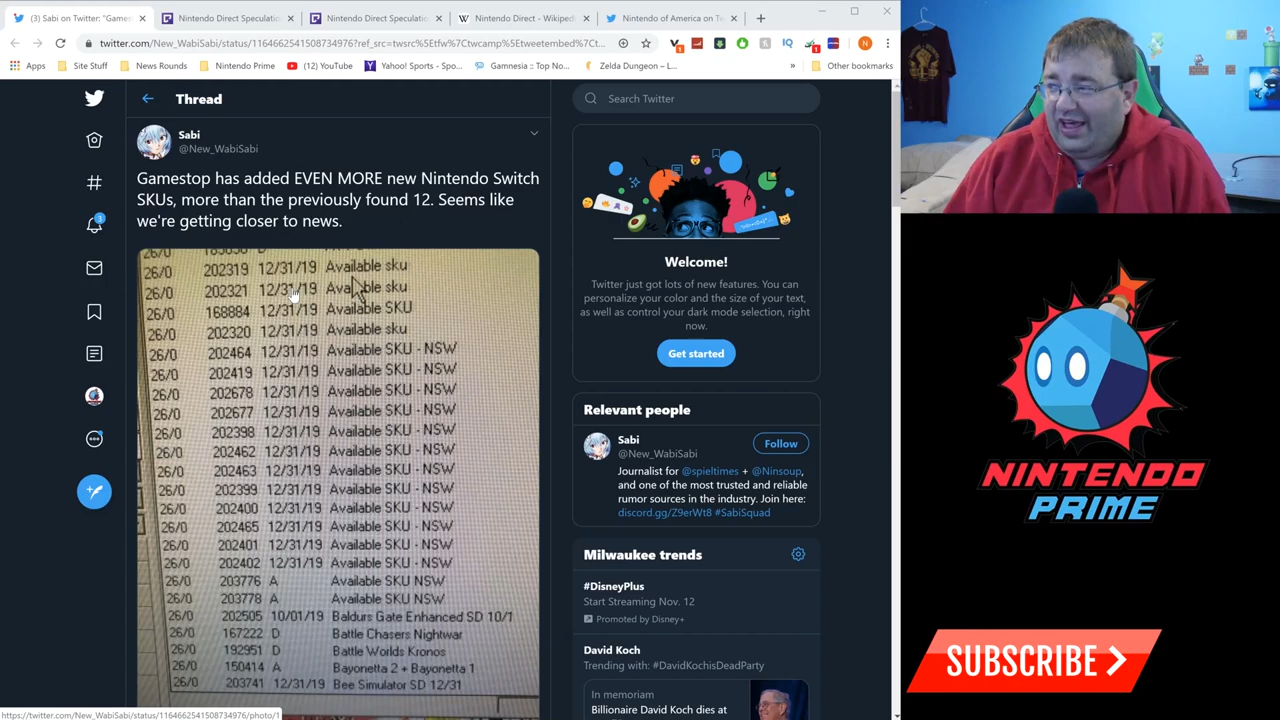 (3) Sabi on Twitter: "Games
Nintendo Direct Speculatio
Nintendo Direct Speculatio
Nintendo Direct - Wikiped
Nintendo of America on Tw
twitter.com/New_WabiSabi/status/1164662541508734976?ref_src=twsrc%5Etfw%7Ctwcamp%5Etweetembed%7Ctwterm%5E11646625415087349...
Apps
Site Stuff
News Rounds
Nintendo Prime
(12) YouTube
Yahoo! Sports - Spo...
Gamnesia :: Top No...
Zelda Dungeon – L...
»
Other bookmarks
Thread
Search Twitter
Sabi
@New_WabiSabi
Gamestop has added EVEN MORE new Nintendo Switch
SKUs, more than the previously found 12. Seems like
we're getting closer to news.
26/0 202319 12/31/19 Available sku
26/0 202321 12/31/19 Available sku
26/0 168884 12/31/19 Available SKU
26/0 202320 12/31/19 Available sku
26/0 202464 12/31/19 Available SKU - NSW
26/0 202419 12/31/19 Available SKU - NSW
26/0 202678 12/31/19 Available SKU - NSW
26/0 202677 12/31/19 Available SKU - NSW
26/0 202398 12/31/19 Available SKU - NSW
26/0 202462 12/31/19 Available SKU - NSW
26/0 202463 12/31/19 Available SKU - NSW
26/0 202399 12/31/19 Available SKU - NSW
26/0 202400 12/31/19 Available SKU - NSW
26/0 202465 12/31/19 Available SKU - NSW
26/0 202401 12/31/19 Available SKU - NSW
26/0 202402 12/31/19 Available SKU - NSW
26/0 203776 A Available SKU NSW
26/0 203778 A Available SKU NSW
26/0 202505 10/01/19 Baldurs Gate Enhanced SD 10/1
26/0 167222 D Battle Chasers Nightwar
26/0 192951 D Battle Worlds Kronos
26/0 150414 A Bayonetta 2 + Bayonetta 1
26/0 203741 12/31/19 Bee Simulator SD 12/31
Welcome!
Twitter just got lots of new features. You can
personalize your color and the size of your text,
as well as control your dark mode selection, right
now.
Get started
Relevant people
Sabi
@New_WabiSabi
Follow
Journalist for @spieltimes + @Ninsoup,
and one of the most trusted and reliable
rumor sources in the industry. Join here:
discord.gg/Z9erWt8 #SabiSquad
Milwaukee trends
#DisneyPlus
Start Streaming Nov. 12
Promoted by Disney+
David Koch
Trending with: #DavidKochisDeadParty
In memoriam
Billionaire David Koch dies at
https://twitter.com/New_WabiSabi/status/1164662541508734976/photo/1
NINTENDO
PRIME
SUBSCRIBE